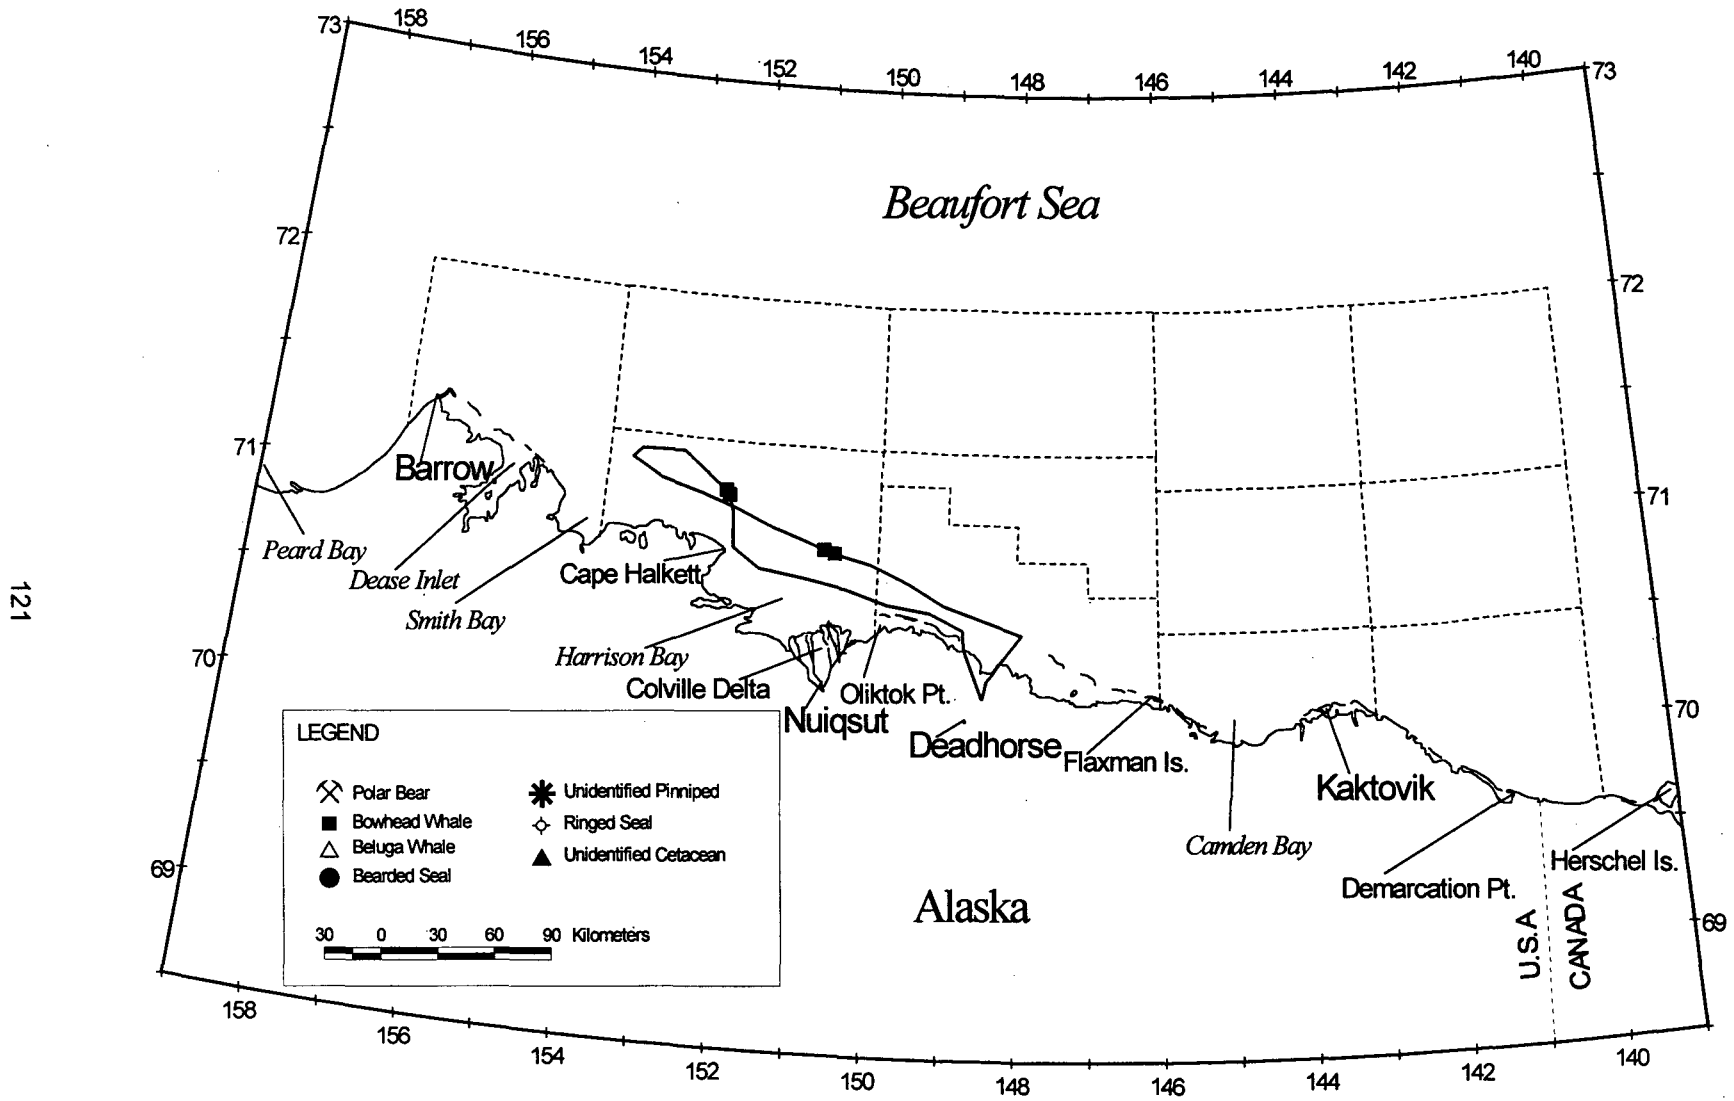 73
158
156
154
152
150
148
146
144
142
140
73
Beaufort Sea
72
72
71
71
Barrow
Peard Bay
Dease Inlet
Cape Halkett
Smith Bay
121
70
Harrison Bay
Colville Delta
Oliktok Pt.
70
Nuiqsut
Deadhorse
Flaxman Is.
Kaktovik
Camden Bay
Herschel Is.
Demarcation Pt.
LEGEND
Polar Bear
Bowhead Whale
Beluga Whale
Bearded Seal
Unidentified Pinniped
Ringed Seal
Unidentified Cetacean
30 0 30 60 90 Kilometers
69
Alaska
U.S.A
CANADA
69
158
156
154
152
150
148
146
144
142
140